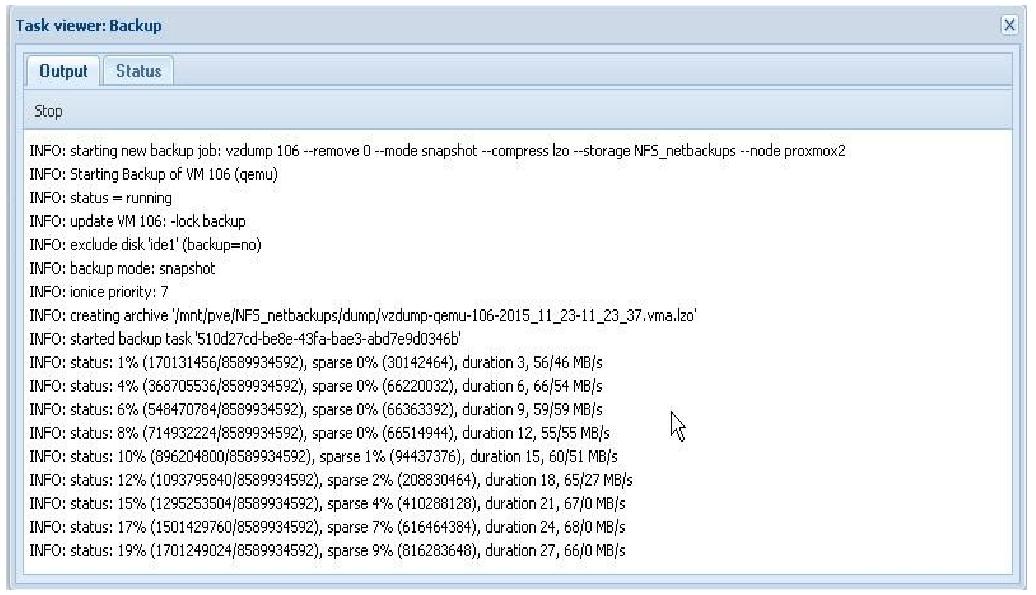 Task viewer: Backup
Output
Status
Stop
INFO: starting new backup job: vzdump 106 --remove 0 --mode snapshot --compress lzo --storage NFS_netbackups --node proxmox2
INFO: Starting Backup of VM 106 (qemu)
INFO: status = running
INFO: update VM 106: -lock backup
INFO: exclude disk 'ide1' (backup=no)
INFO: backup mode: snapshot
INFO: ionice priority: 7
INFO: creating archive '/mnt/pve/NFS_netbackups/dump/vzdump-qemu-106-2015_11_23-11_23_37.vma.lzo'
INFO: started backup task '510d27cd-be8e-43fa-bae3-abd7e9d0346b'
INFO: status: 1% (170131456/8589934592), sparse 0% (30142464), duration 3, 56/46 MB/s
INFO: status: 4% (368705536/8589934592), sparse 0% (66220032), duration 6, 66/54 MB/s
INFO: status: 6% (548470784/8589934592), sparse 0% (66363392), duration 9, 59/59 MB/s
INFO: status: 8% (714932224/8589934592), sparse 0% (66514944), duration 12, 55/55 MB/s
INFO: status: 10% (896204800/8589934592), sparse 1% (94437376), duration 15, 60/51 MB/s
INFO: status: 12% (1093795840/8589934592), sparse 2% (208830464), duration 18, 65/27 MB/s
INFO: status: 15% (1295253504/8589934592), sparse 4% (410288128), duration 21, 67/0 MB/s
INFO: status: 17% (1501429760/8589934592), sparse 7% (616464384), duration 24, 68/0 MB/s
INFO: status: 19% (1701249024/8589934592), sparse 9% (816283648), duration 27, 66/0 MB/s